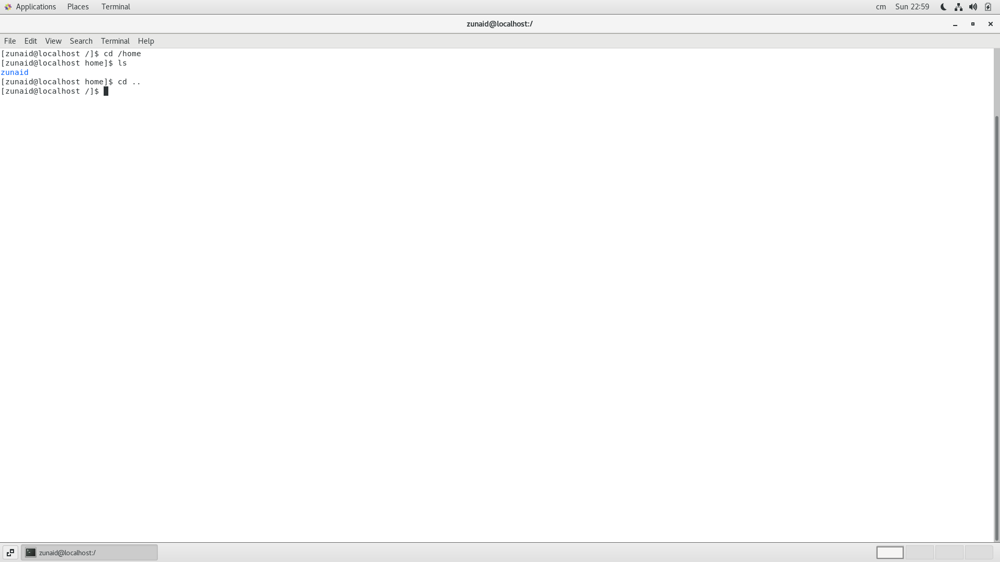 Applications Places Terminal cm Sun 22:59
zunaid@localhost:/
File Edit View Search Terminal Help
[zunaid@localhost /]$ cd /home
[zunaid@localhost home]$ ls
zunaid
[zunaid@localhost home]$ cd ..
[zunaid@localhost /]$
zunaid@localhost:/